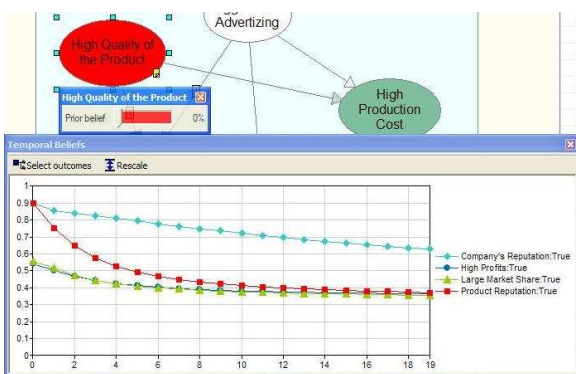 Advertizing
High Quality of
the Product
High
Production
Cost
High Quality of the Product
Prior belief
0%
Temporal Beliefs
Select outcomes Rescale
1
0.9
0.8
0.7
0.6
0.5
0.4
0.3
0.2
0.1
0
0 2 4 6 8 10 12 14 16 18 19
Company's Reputation:True
High Profits:True
Large Market Share:True
Product Reputation:True